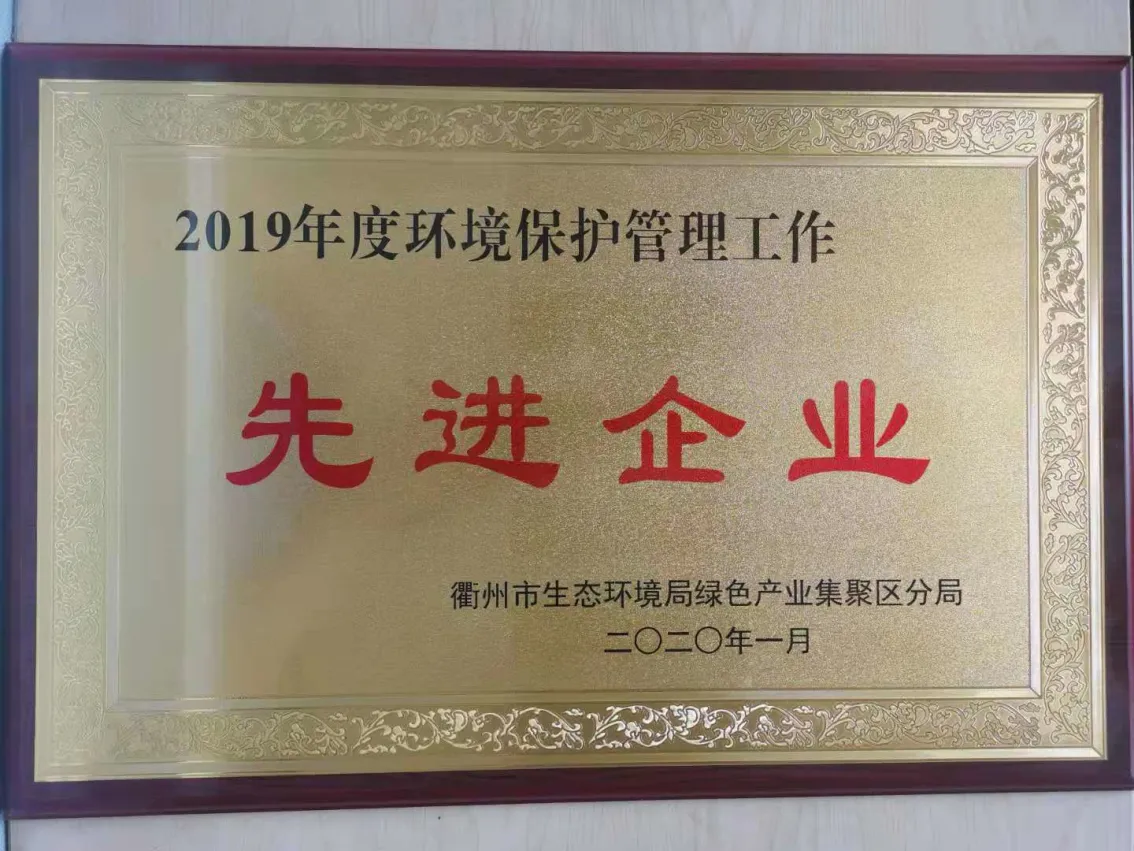 2019年度环境保护管理工作
先进企业
衢州市生态环境局绿色产业集聚区分局
二〇二〇年一月